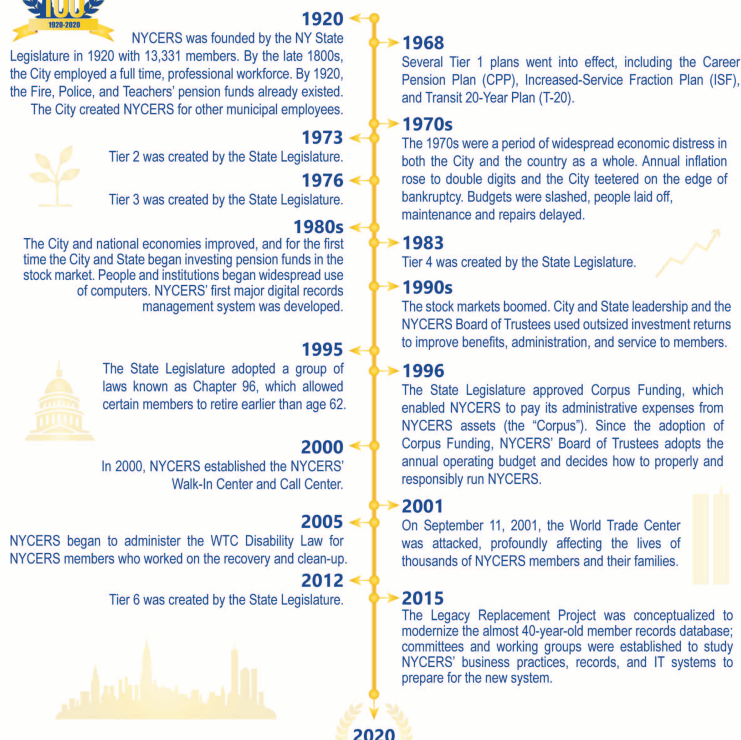 100
1920-2020
1920
NYCERS was founded by the NY State
Legislature in 1920 with 13,331 members. By the late 1800s,
the City employed a full time, professional workforce. By 1920,
the Fire, Police, and Teachers' pension funds already existed.
The City created NYCERS for other municipal employees.
1968
Several Tier 1 plans went into effect, including the Career
Pension Plan (CPP), Increased-Service Fraction Plan (ISF),
and Transit 20-Year Plan (T-20).
1970s
The 1970s were a period of widespread economic distress in
both the City and the country as a whole. Annual inflation
rose to double digits and the City teetered on the edge of
bankruptcy. Budgets were slashed, people laid off,
maintenance and repairs delayed.
1973
Tier 2 was created by the State Legislature.
1976
Tier 3 was created by the State Legislature.
1980s
The City and national economies improved, and for the first
time the City and State began investing pension funds in the
stock market. People and institutions began widespread use
of computers. NYCERS' first major digital records
management system was developed.
1983
Tier 4 was created by the State Legislature.
1990s
The stock markets boomed. City and State leadership and the
NYCERS Board of Trustees used outsized investment returns
to improve benefits, administration, and service to members.
1995
The State Legislature adopted a group of
laws known as Chapter 96, which allowed
certain members to retire earlier than age 62.
1996
The State Legislature approved Corpus Funding, which
enabled NYCERS to pay its administrative expenses from
NYCERS assets (the “Corpus”). Since the adoption of
Corpus Funding, NYCERS' Board of Trustees adopts the
annual operating budget and decides how to properly and
responsibly run NYCERS.
2000
In 2000, NYCERS established the NYCERS'
Walk-In Center and Call Center.
2001
On September 11, 2001, the World Trade Center
was attacked, profoundly affecting the lives of
thousands of NYCERS members and their families.
2005
NYCERS began to administer the WTC Disability Law for
NYCERS members who worked on the recovery and clean-up.
2012
Tier 6 was created by the State Legislature.
2015
The Legacy Replacement Project was conceptualized to
modernize the almost 40-year-old member records database;
committees and working groups were established to study
NYCERS' business practices, records, and IT systems to
prepare for the new system.
2020